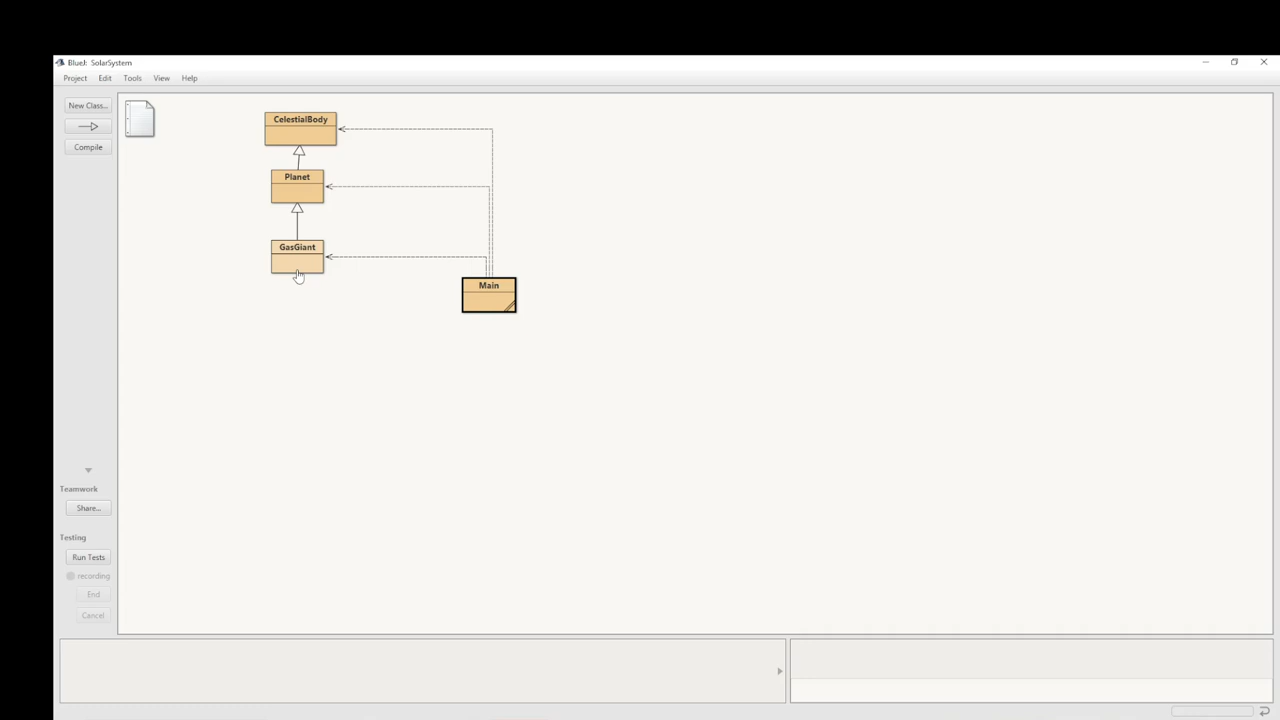 BlueJ: SolarSystem
Project Edit Tools View Help
New Class...
Compile
CelestialBody
Planet
GasGiant
Main
Teamwork
Share...
Testing
Run Tests
recording
End
Cancel